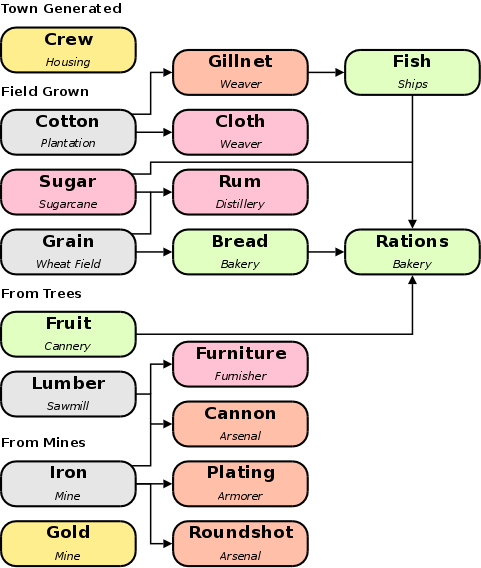 Town Generated
Crew
Housing
Gillnet
Weaver
Fish
Ships
Field Grown
Cotton
Plantation
Cloth
Weaver
Sugar
Sugarcane
Rum
Distillery
Grain
Wheat Field
Bread
Bakery
Rations
Bakery
From Trees
Fruit
Cannery
Furniture
Furnisher
Lumber
Sawmill
Cannon
Arsenal
From Mines
Iron
Mine
Plating
Armorer
Gold
Mine
Roundshot
Arsenal